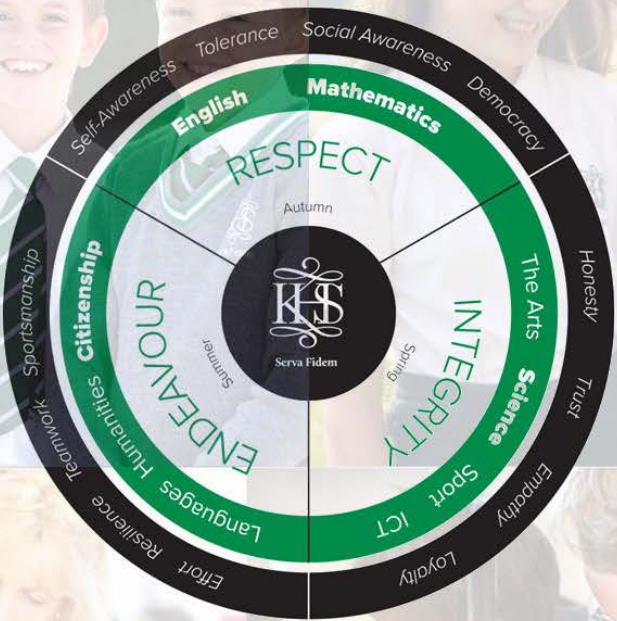 Self-Awareness Tolerance Social Awareness Democracy
Honesty Trust Empathy Loyalty
Effort Resilience Teamwork Sportsmanship
English Mathematics
The Arts Science Sport ICT
Languages Humanities Citizenship
RESPECT
Autumn
INTEGRITY
Spring
ENDEAVOUR
Summer
KHS
Serva Fidem